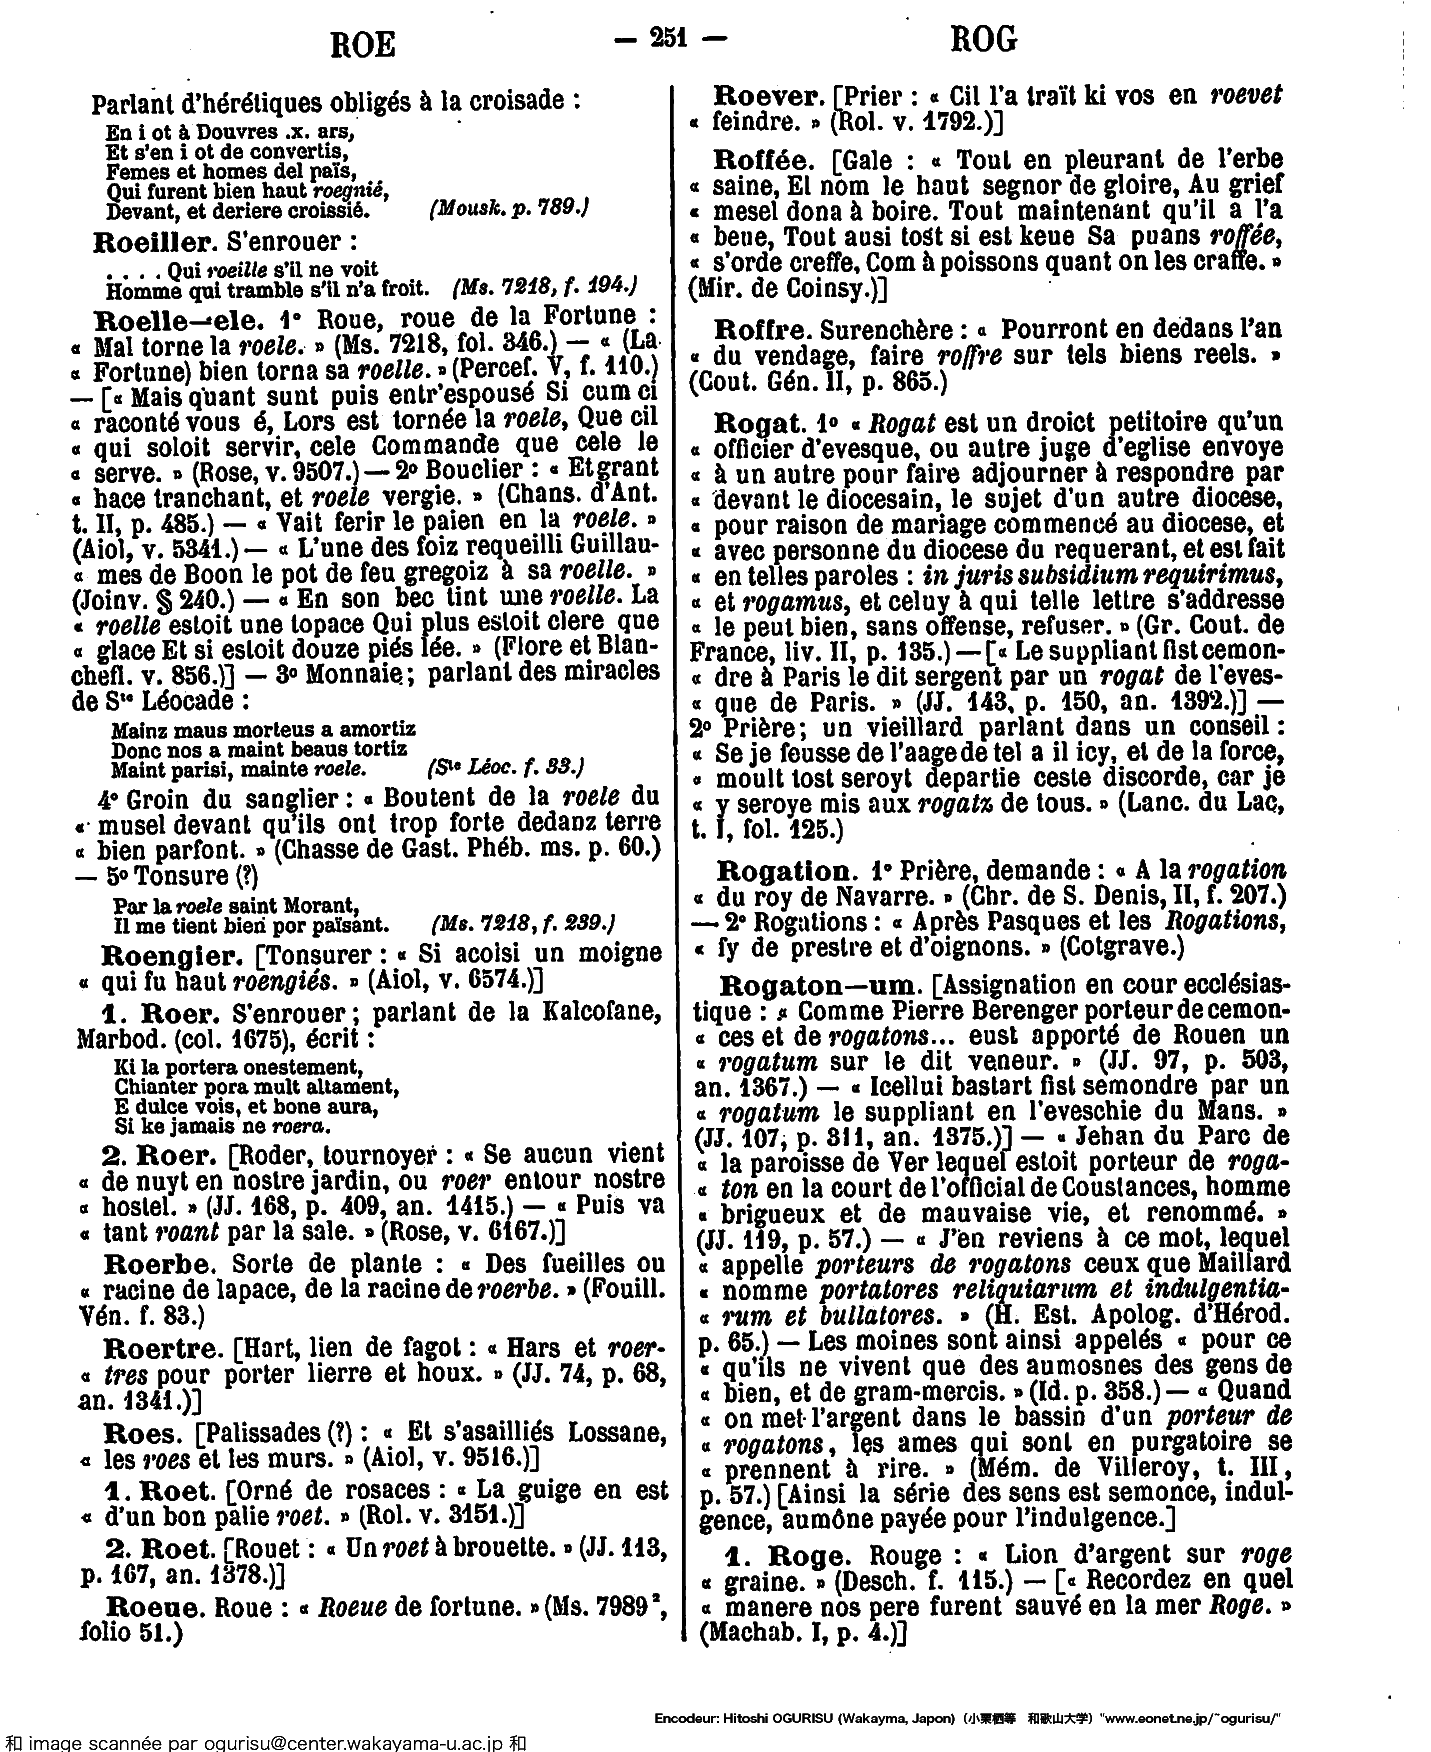 ROE — 251 — ROG
Parlant d'hérétiques obligés à la croisade :
En i ot à Douvres .x. ars,
Et s'en i ot de convertis,
Femes et homes del païs,
Qui furent bien haut roegnié,
Devant, et deriere croissié. (Mousk. p. 789.)
Roeiller. S'enrouer :
. . . . Qui roeille s'il ne voit
Homme qui tramble s'il n'a froit. (Ms. 7218, f. 194.)
Roelle—ele. 1° Roue, roue de la Fortune :
« Mal torne la roele. » (Ms. 7218, fol. 346.) — « (La
« Fortune) bien torna sa roelle. » (Percef. V, f. 110.)
— [« Mais quant sunt puis entr'espousé Si cum ci
« raconté vous é, Lors est tornée la roele, Que cil
« qui soloit servir, cele Commande que cele le
« serve. » (Rose, v. 9507.) — 2° Bouclier : « Et grant
« hace tranchant, et roele vergie. » (Chans. d'Ant.
t. II, p. 485.) — « Vait ferir le paien en la roele. »
(Aiol, v. 5341.) — « L'une des foiz requeilli Guillau-
« mes de Boon le pot de feu gregoiz à sa roelle. »
(Joinv. § 240.) — « En son bec tint une roelle. La
« roelle estoit une topace Qui plus estoit clere que
« glace Et si estoit douze piés lée. » (Flore et Blan-
chefl. v. 856.)] — 3° Monnaie ; parlant des miracles
de Ste Léocade :
Mainz maus morteus a amortiz
Donc nos a maint beaus tortiz
Maint parisi, mainte roele. (Ste Léoc. f. 33.)
4° Groin du sanglier : « Boutent de la roele du
« musel devant qu'ils ont trop forte dedanz terre
« bien parfont. » (Chasse de Gast. Phéb. ms. p. 60.)
— 5° Tonsure (?)
Par la roele saint Morant,
Il me tient bien por païsant. (Ms. 7218, f. 239.)
Roengier. [Tonsurer : « Si acoisi un moigne
« qui fu haut roengiés. » (Aiol, v. 6574.)]
1. Roer. S'enrouer ; parlant de la Kalcofane,
Marbod. (col. 1675), écrit :
Ki la portera onestement,
Chianter pora mult altament,
E dulce vois, et bone aura,
Si ke jamais ne roera.
2. Roer. [Roder, tournoyer : « Se aucun vient
« de nuyt en nostre jardin, ou roer entour nostre
« hostel. » (JJ. 168, p. 409, an. 1415.) — « Puis va
« tant roant par la sale. » (Rose, v. 6167.)]
Roerbe. Sorte de plante : « Des fueilles ou
« racine de lapace, de la racine de roerbe. » (Fouill.
Vén. f. 83.)
Roertre. [Hart, lien de fagot : « Hars et roer-
« tres pour porter lierre et houx. » (JJ. 74, p. 68,
an. 1341.)]
Roes. [Palissades (?) : « Et s'asailliés Lossane,
« les roes et les murs. » (Aiol, v. 9516.)]
1. Roet. [Orné de rosaces : « La guige en est
« d'un bon palie roet. » (Rol. v. 3151.)]
2. Roet. [Rouet : « Un roet à brouette. » (JJ. 113,
p. 167, an. 1378.)]
Roeue. Roue : « Roeue de fortune. » (Ms. 7989², 
folio 51.)
Roever. [Prier : « Cil l'a traït ki vos en roevet
« feindre. » (Rol. v. 1792.)]
Roffée. [Gale : « Tout en pleurant de l'erbe
« saine, El nom le haut segnor de gloire, Au grief
« mesel dona à boire. Tout maintenant qu'il a l'a
« beue, Tout ausi tost si est keue Sa puans roffée,
« s'orde creffe, Com à poissons quant on les craffe. »
(Mir. de Coinsy.)]
Roffre. Surenchère : « Pourront en dedans l'an
« du vendage, faire roffre sur tels biens reels. »
(Cout. Gén. II, p. 865.)
Rogat. 1° « Rogat est un droict petitoire qu'un
« officier d'evesque, ou autre juge d'eglise envoye
« à un autre pour faire adjourner à respondre par
« devant le diocesain, le sujet d'un autre diocese,
« pour raison de mariage commencé au diocese, et
« avec personne du diocese du requerant, et est fait
« en telles paroles : in juris subsidium requirimus,
« et rogamus, et celuy à qui telle lettre s'addresse
« le peut bien, sans offense, refuser. » (Gr. Cout. de
France, liv. II, p. 135.) — [« Le suppliant fist cemon-
« dre à Paris le dit sergent par un rogat de l'eves-
« que de Paris. » (JJ. 143, p. 150, an. 1392.)] —
2° Prière ; un vieillard parlant dans un conseil :
« Se je feusse de l'aage de tel a il icy, et de la force,
« moult tost seroyt departie ceste discorde, car je
« y seroye mis aux rogatz de tous. » (Lanc. du Lac,
t. I, fol. 125.)
Rogation. 1° Prière, demande : « A la rogation
« du roy de Navarre. » (Chr. de S. Denis, II, f. 207.)
— 2° Rogations : « Après Pasques et les Rogations,
« fy de prestre et d'oignons. » (Cotgrave.)
Rogaton—um. [Assignation en cour ecclésias-
tique : « Comme Pierre Berenger porteur de cemon-
« ces et de rogatons... eust apporté de Rouen un
« rogatum sur le dit veneur. » (JJ. 97, p. 503,
an. 1367.) — « Icellui bastart fist semondre par un
« rogatum le suppliant en l'eveschie du Mans. »
(JJ. 107, p. 311, an. 1375.)] — « Jehan du Parc de
« la paroisse de Ver lequel estoit porteur de roga-
« ton en la court de l'official de Coustances, homme
« brigueux et de mauvaise vie, et renommé. »
(JJ. 119, p. 57.) — « J'en reviens à ce mot, lequel
« appelle porteurs de rogatons ceux que Maillard
« nomme portatores reliquiarum et indulgentia-
« rum et bullatores. » (H. Est. Apolog. d'Hérod.
p. 65.) — Les moines sont ainsi appelés « pour ce
« qu'ils ne vivent que des aumosnes des gens de
« bien, et de gram-mercis. » (Id. p. 358.) — « Quand
« on met l'argent dans le bassin d'un porteur de
« rogatons, les ames qui sont en purgatoire se
« prennent à rire. » (Mém. de Villeroy, t. III,
p. 57.) [Ainsi la série des sens est semonce, indul-
gence, aumône payée pour l'indulgence.]
1. Roge. Rouge : « Lion d'argent sur roge
« graine. » (Desch. f. 115.) — [« Recordez en quel
« manere nos pere furent sauvé en la mer Roge. »
(Machab. I, p. 4.)]
Encodeur: Hitoshi OGURISU (Wakayma, Japon) (小栗栖等 和歌山大学) "www.eonet.ne.jp/~ogurisu/"
和 image scannée par ogurisu@center.wakayama-u.ac.jp 和